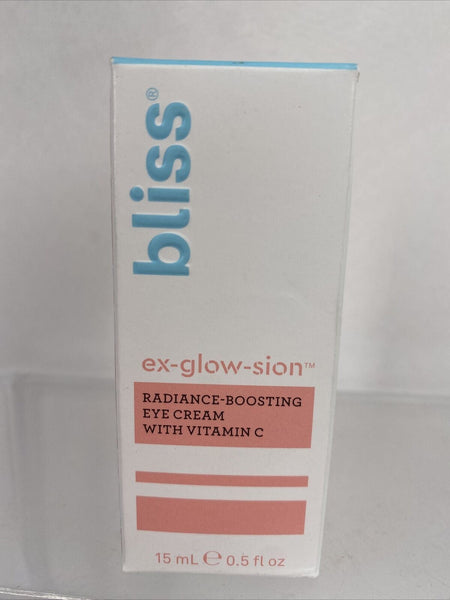 bliss®
ex-glow-sion™
RADIANCE-BOOSTING
EYE CREAM
WITH VITAMIN C
15 mL ℮ 0.5 fl oz